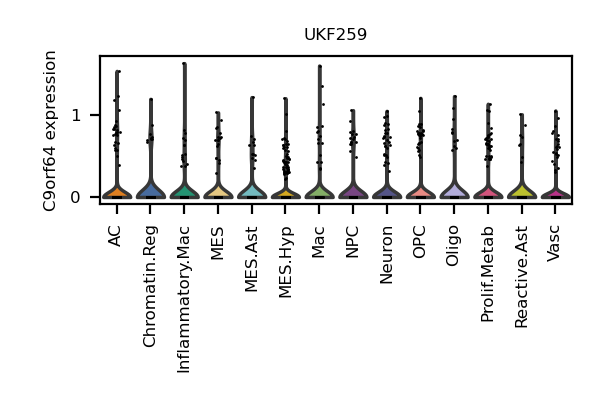 UKF259
C9orf64 expression
1
0
AC
Chromatin.Reg
Inflammatory.Mac
MES
MES.Ast
MES.Hyp
Mac
NPC
Neuron
OPC
Oligo
Prolif.Metab
Reactive.Ast
Vasc